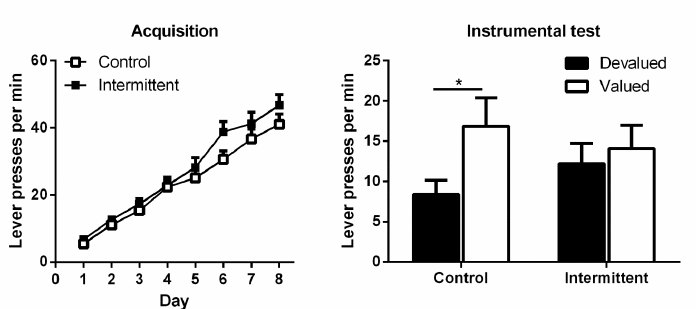 Acquisition
Control
Intermittent
Lever presses per min
60
40
20
0
0 1 2 3 4 5 6 7 8
Day
Instrumental test
Devalued
Valued
*
Lever presses per min
25
20
15
10
5
0
Control Intermittent